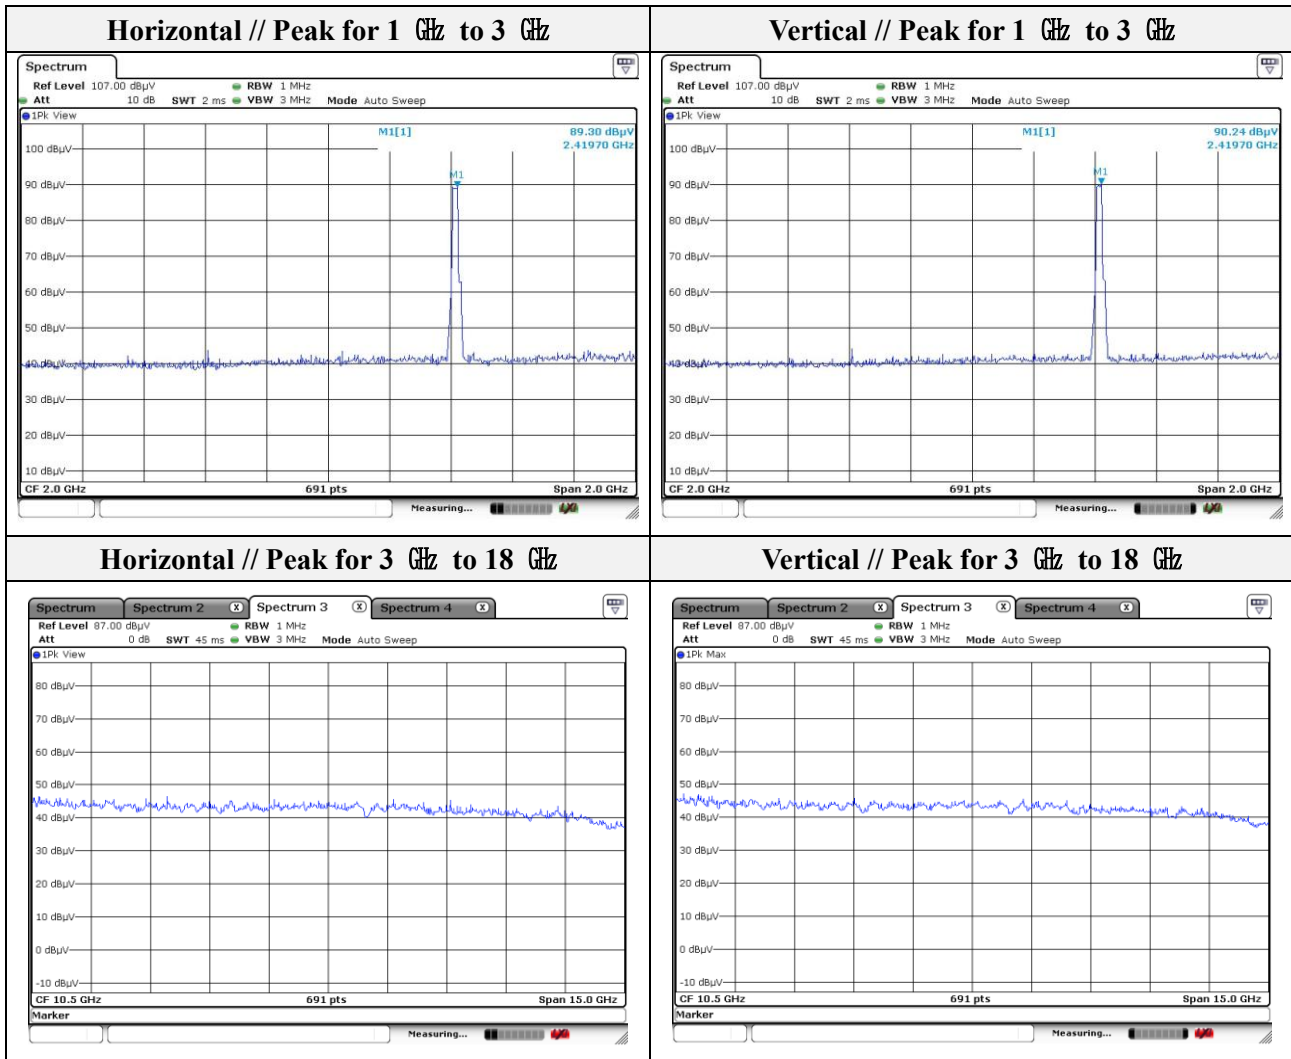 Horizontal // Peak for 1 ㎓ to 3 ㎓
Spectrum
Ref Level 107.00 dBµV RBW 1 MHz
Att 10 dB SWT 2 ms VBW 3 MHz Mode Auto Sweep
1Pk View
M1[1] 89.30 dBµV
2.41970 GHz
M1
100 dBµV
90 dBµV
80 dBµV
70 dBµV
60 dBµV
50 dBµV
40 dBµV
30 dBµV
20 dBµV
10 dBµV
CF 2.0 GHz 691 pts Span 2.0 GHz
Measuring...
Vertical // Peak for 1 ㎓ to 3 ㎓
Spectrum
Ref Level 107.00 dBµV RBW 1 MHz
Att 10 dB SWT 2 ms VBW 3 MHz Mode Auto Sweep
1Pk View
M1[1] 90.24 dBµV
2.41970 GHz
M1
100 dBµV
90 dBµV
80 dBµV
70 dBµV
60 dBµV
50 dBµV
40 dBµV
30 dBµV
20 dBµV
10 dBµV
CF 2.0 GHz 691 pts Span 2.0 GHz
Measuring...
Horizontal // Peak for 3 ㎓ to 18 ㎓
Spectrum Spectrum 2 X Spectrum 3 X Spectrum 4 X
Ref Level 87.00 dBµV RBW 1 MHz
Att 0 dB SWT 45 ms VBW 3 MHz Mode Auto Sweep
1Pk View
80 dBµV
70 dBµV
60 dBµV
50 dBµV
40 dBµV
30 dBµV
20 dBµV
10 dBµV
0 dBµV
-10 dBµV
CF 10.5 GHz 691 pts Span 15.0 GHz
Marker
Measuring...
Vertical // Peak for 3 ㎓ to 18 ㎓
Spectrum Spectrum 2 X Spectrum 3 X Spectrum 4 X
Ref Level 87.00 dBµV RBW 1 MHz
Att 0 dB SWT 45 ms VBW 3 MHz Mode Auto Sweep
1Pk Max
80 dBµV
70 dBµV
60 dBµV
50 dBµV
40 dBµV
30 dBµV
20 dBµV
10 dBµV
0 dBµV
-10 dBµV
CF 10.5 GHz 691 pts Span 15.0 GHz
Marker
Measuring...